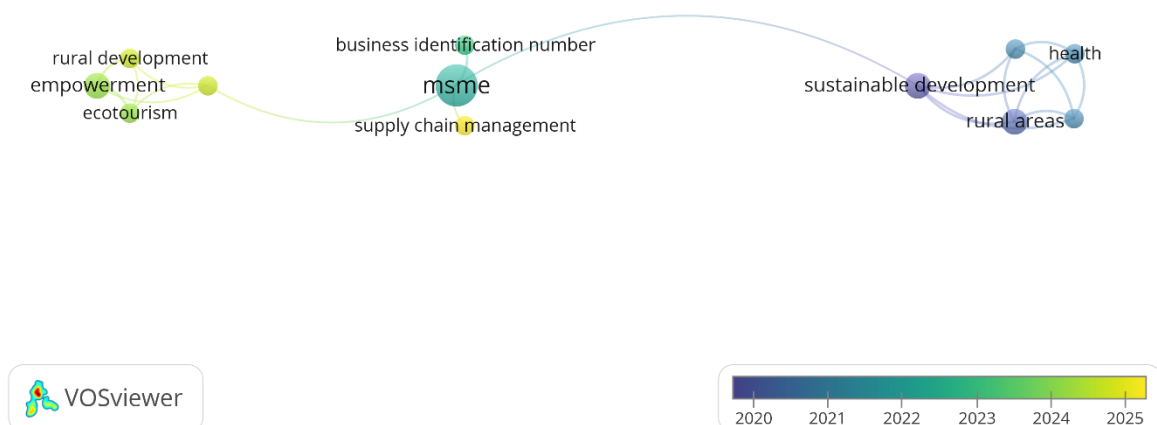 rural development
empowerment
ecotourism
business identification number
msme
supply chain management
health
sustainable development
rural areas
VOSviewer
2020 2021 2022 2023 2024 2025